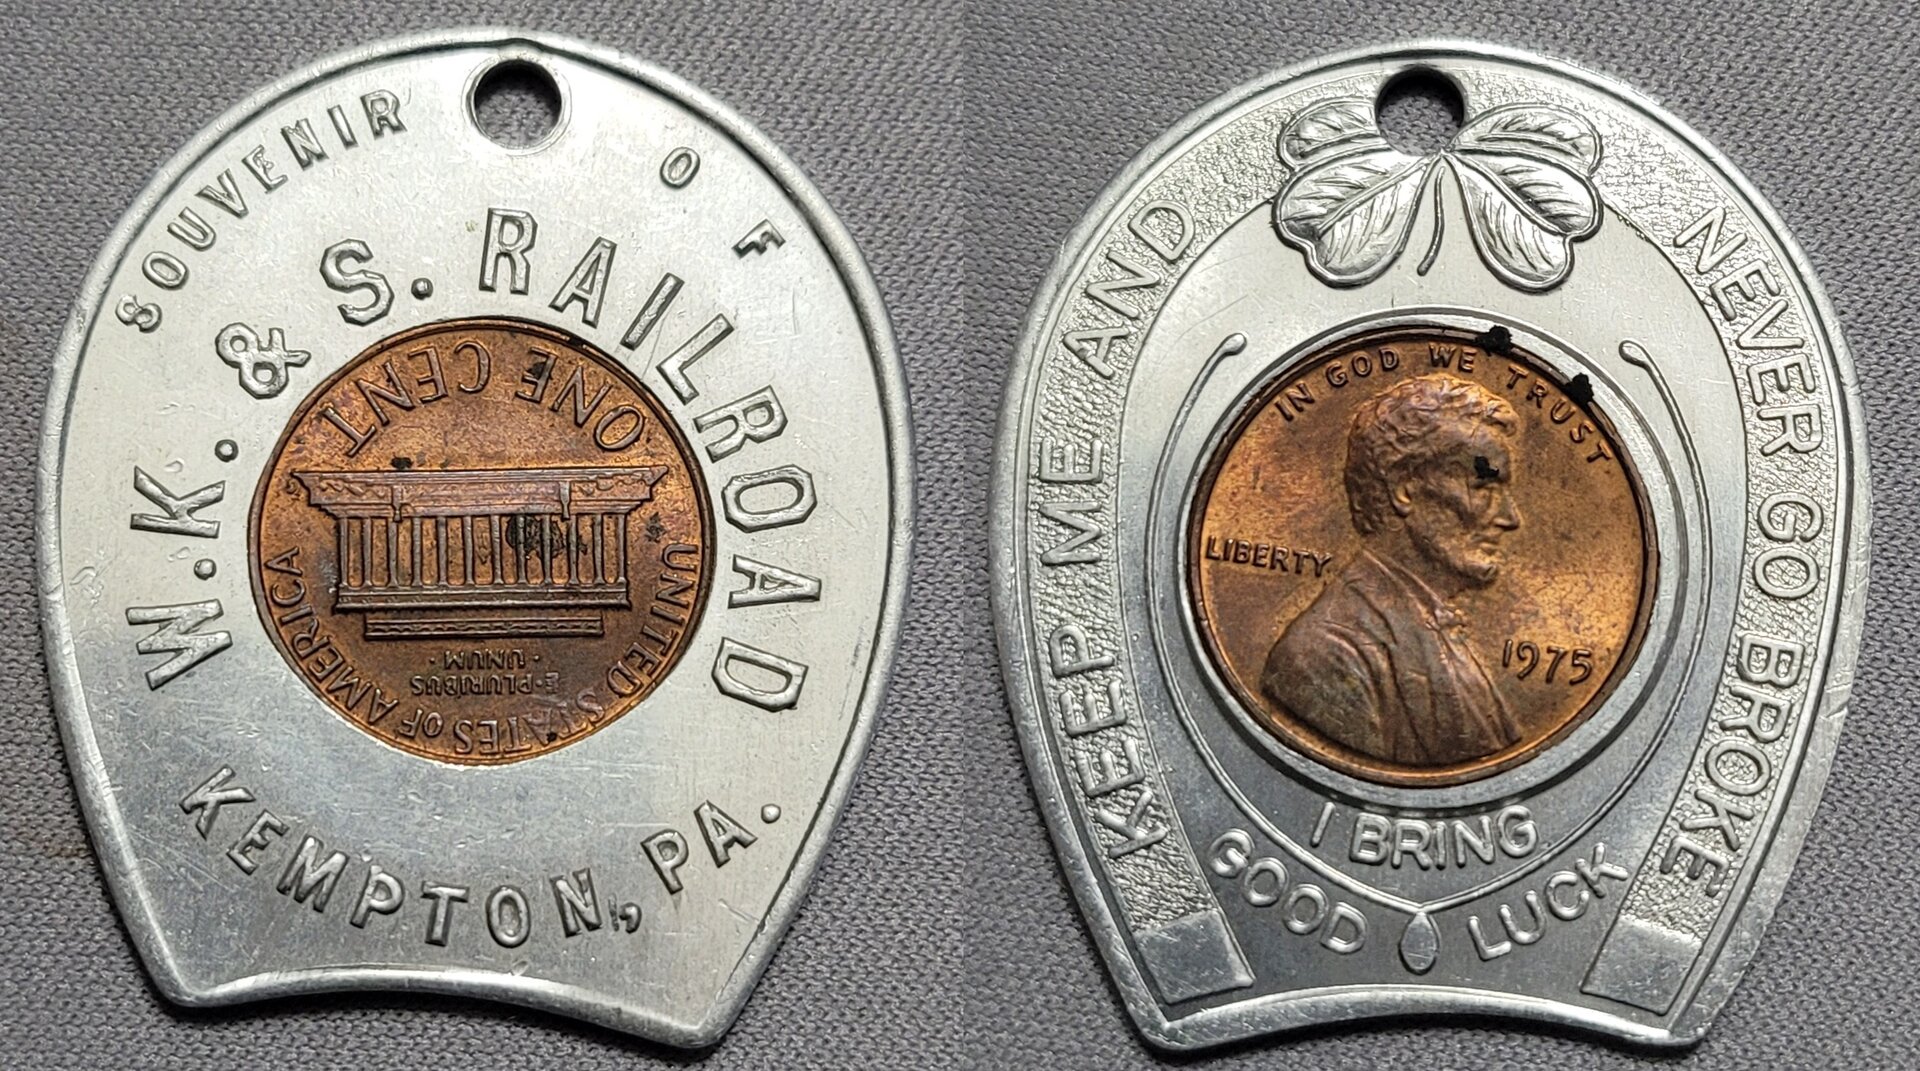 SOUVENIR OF
W.K. & S. RAILROAD
ONE CENT
UNITED STATES OF AMERICA
E·PLURIBUS
·UNUM·
KEMPTON, PA.
KEEP ME AND NEVER GO BROKE
IN GOD WE TRUST
LIBERTY
1975
I BRING
GOOD LUCK